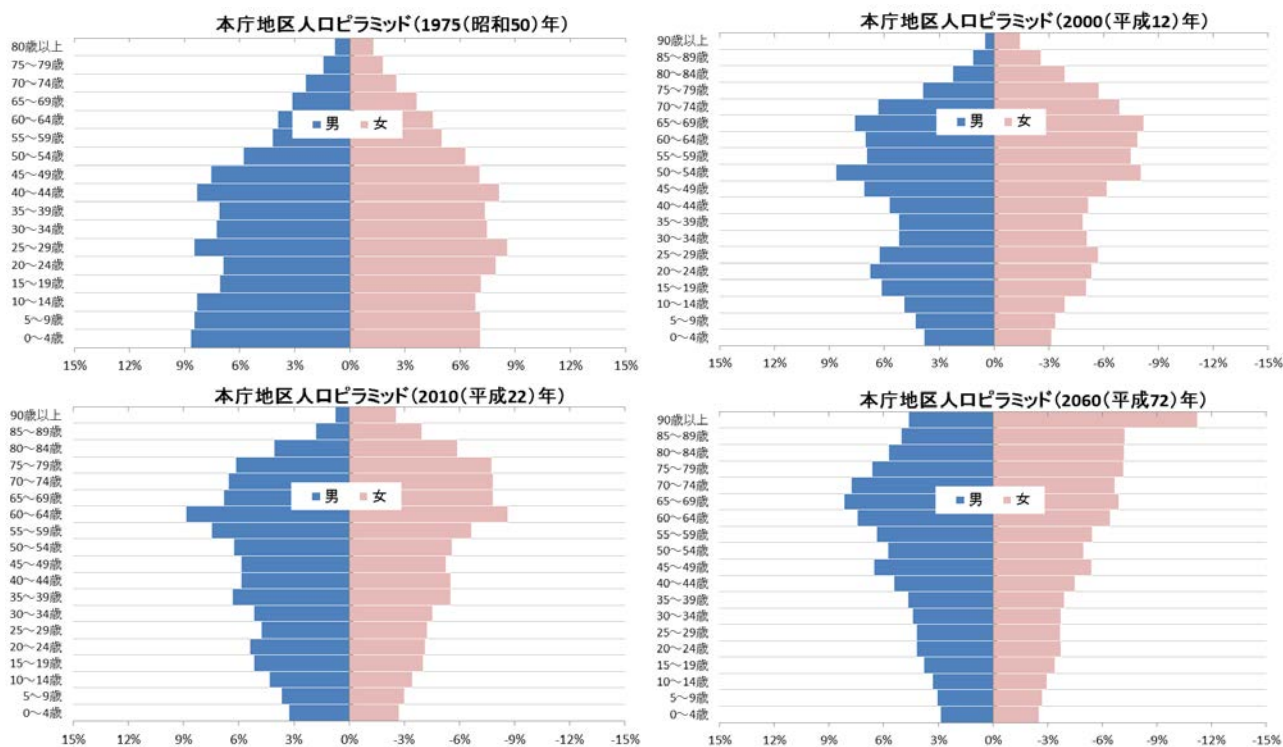 本庁地区人口ピラミッド(1975(昭和50)年)
80歳以上
75～79歳
70～74歳
65～69歳
60～64歳
55～59歳
50～54歳
45～49歳
40～44歳
35～39歳
30～34歳
25～29歳
20～24歳
15～19歳
10～14歳
5～9歳
0～4歳
男 女
15% 12% 9% 6% 3% 0% 3% 6% 9% 12% 15%
本庁地区人口ピラミッド(2000(平成12)年)
90歳以上
85～89歳
80～84歳
75～79歳
70～74歳
65～69歳
60～64歳
55～59歳
50～54歳
45～49歳
40～44歳
35～39歳
30～34歳
25～29歳
20～24歳
15～19歳
10～14歳
5～9歳
0～4歳
男 女
15% 12% 9% 6% 3% 0% -3% -6% -9% -12% -15%
本庁地区人口ピラミッド(2010(平成22)年)
90歳以上
85～89歳
80～84歳
75～79歳
70～74歳
65～69歳
60～64歳
55～59歳
50～54歳
45～49歳
40～44歳
35～39歳
30～34歳
25～29歳
20～24歳
15～19歳
10～14歳
5～9歳
0～4歳
男 女
15% 12% 9% 6% 3% 0% -3% -6% -9% -12% -15%
本庁地区人口ピラミッド(2060(平成72)年)
90歳以上
85～89歳
80～84歳
75～79歳
70～74歳
65～69歳
60～64歳
55～59歳
50～54歳
45～49歳
40～44歳
35～39歳
30～34歳
25～29歳
20～24歳
15～19歳
10～14歳
5～9歳
0～4歳
男 女
15% 12% 9% 6% 3% 0% -3% -6% -9% -12% -15%